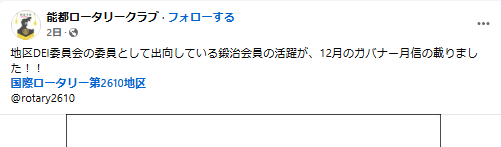 能都ロータリークラブ · フォローする
2日 ·
地区DEI委員会の委員として出向している鍛治会員の活躍が、12月のガバナー月信の載りまし
た！！
国際ロータリー第2610地区
@rotary2610